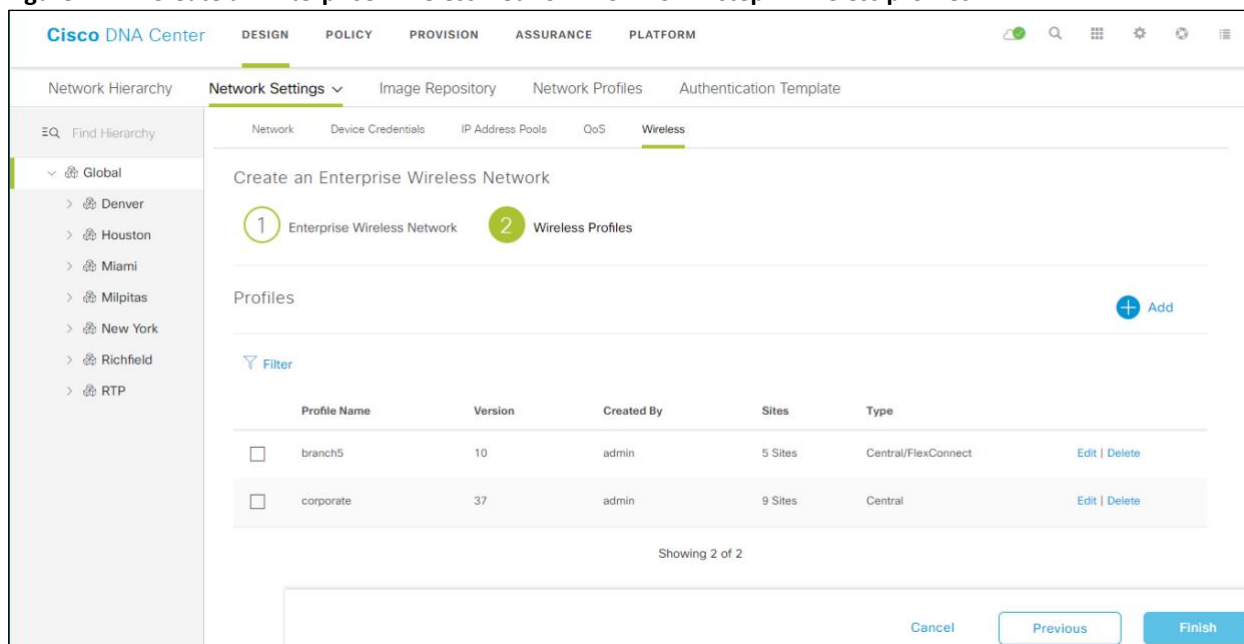 Cisco DNA Center DESIGN POLICY PROVISION ASSURANCE PLATFORM
Network Hierarchy Network Settings Image Repository Network Profiles Authentication Template
Find Hierarchy
Network Device Credentials IP Address Pools QoS Wireless
Global
Denver
Houston
Miami
Milpitas
New York
Richfield
RTP
Create an Enterprise Wireless Network
1 Enterprise Wireless Network 2 Wireless Profiles
Profiles
Add
Filter
Profile Name Version Created By Sites Type
branch5 10 admin 5 Sites Central/FlexConnect Edit | Delete
corporate 37 admin 9 Sites Central Edit | Delete
Showing 2 of 2
Cancel Previous Finish